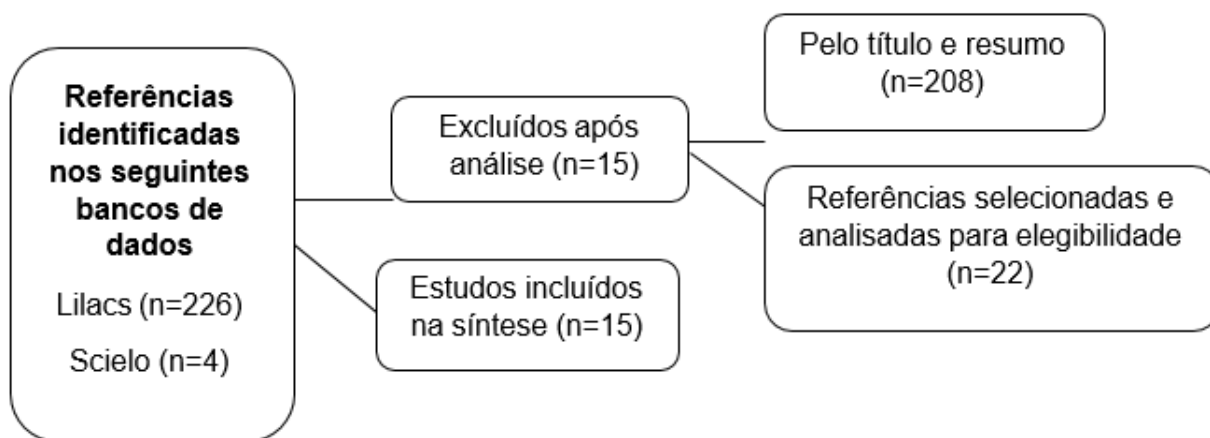 Referências
identificadas
nos seguintes
bancos de
dados
Lilacs (n=226)
Scielo (n=4)
Excluídos após
análise (n=15)
Estudos incluídos
na síntese (n=15)
Pelo título e resumo
(n=208)
Referências selecionadas e
analisadas para elegibilidade
(n=22)